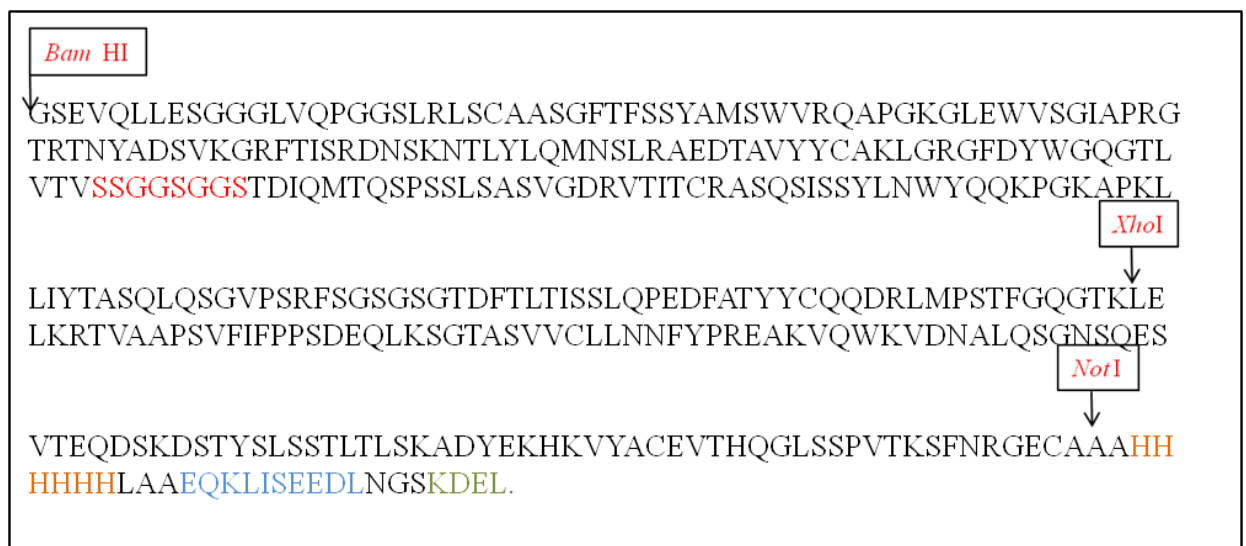 Bam HI
GSEVQLLESGGGLVQPGGSLRLSCAASGFTFSSYAMSWVRQAPGKGLEWVSGIAPRG
TRTNYADSVKGRFTISRDNSKNTLYLQMNSLRAEDTAVYYCAKLGRGFDYWGQGTL
VTVSSGGSGGSTDIQMTQSPSSLSASVGDRVTITCRASQSISSYLNWYQQKPGKAPKL
XhoI
LIYTASQLQSGVPSRFSGSGSGTDFTLTISSLQPEDFATYYCQQDRLMPSTFGQGTKLE
LKRTVAAPSVFIFPPSDEQLKSGTASVVCLLNNFYPREAKVQWKVDNALQSGNSQES
NotI
VTEQDSKDSTYSLSSTLTLSKADYEKHKVYACEVTHQGLSSPVTKSFNRGECAAAHH
HHHHLAAEQKLISEEDLNGSKDEL.